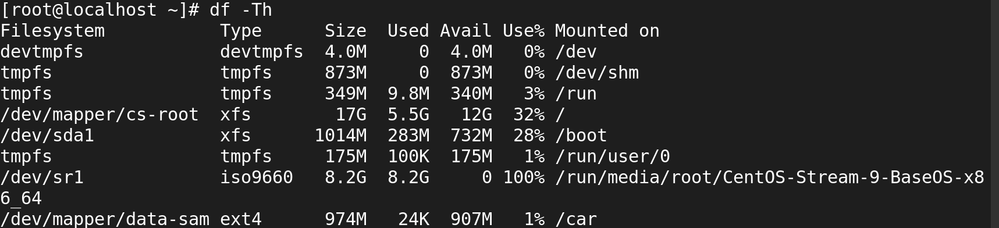 [root@localhost ~]# df -Th
Filesystem           Type      Size  Used Avail Use% Mounted on
devtmpfs             devtmpfs  4.0M     0  4.0M   0% /dev
tmpfs                tmpfs     873M     0  873M   0% /dev/shm
tmpfs                tmpfs     349M  9.8M  340M   3% /run
/dev/mapper/cs-root  xfs        17G  5.5G   12G  32% /
/dev/sda1            xfs      1014M  283M  732M  28% /boot
tmpfs                tmpfs     175M  100K  175M   1% /run/user/0
/dev/sr1             iso9660   8.2G  8.2G     0 100% /run/media/root/CentOS-Stream-9-BaseOS-x8
6_64
/dev/mapper/data-sam ext4      974M   24K  907M   1% /car